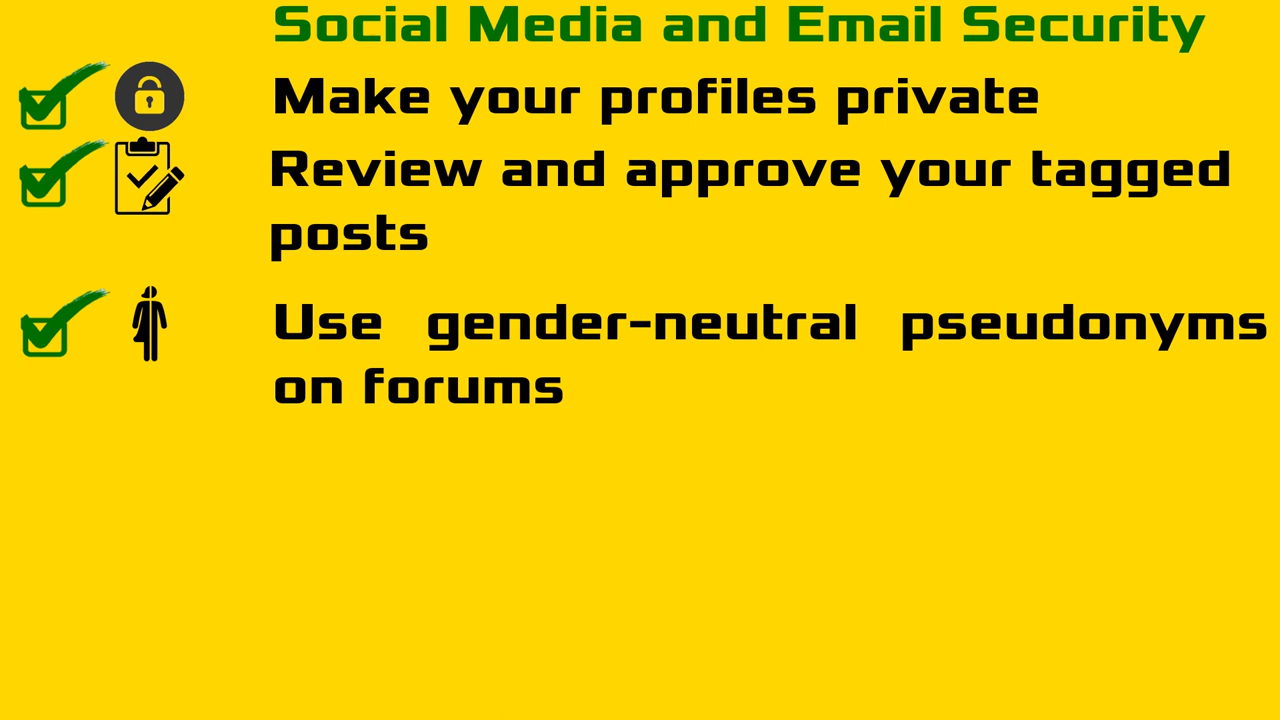 Social Media and Email Security
Make your profiles private
Review and approve your tagged
posts
Use gender-neutral pseudonyms
on forums